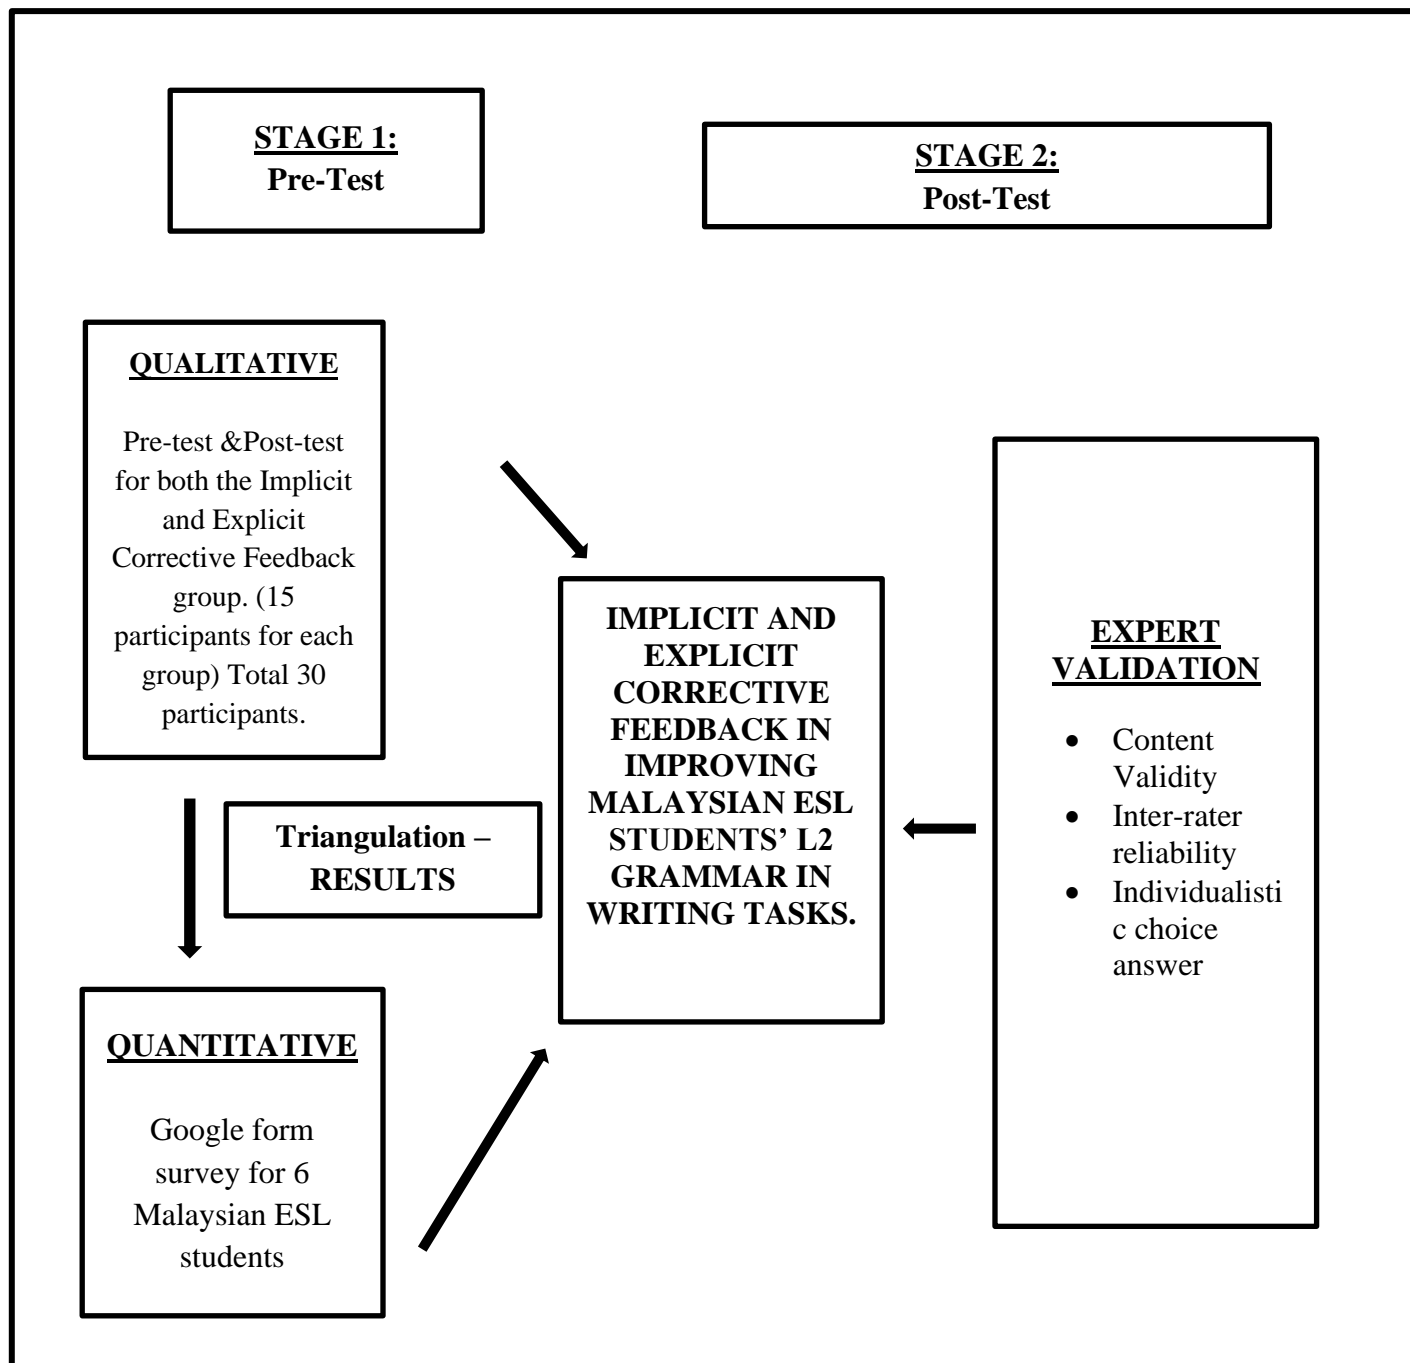 STAGE 1:
Pre-Test
STAGE 2:
Post-Test
QUALITATIVE
Pre-test &Post-test
for both the Implicit
and Explicit
Corrective Feedback
group. (15
participants for each
group) Total 30
participants.
Triangulation –
RESULTS
QUANTITATIVE
Google form
survey for 6
Malaysian ESL
students
IMPLICIT AND
EXPLICIT
CORRECTIVE
FEEDBACK IN
IMPROVING
MALAYSIAN ESL
STUDENTS’ L2
GRAMMAR IN
WRITING TASKS.
EXPERT
VALIDATION
• Content
Validity
• Inter-rater
reliability
• Individualisti
c choice
answer